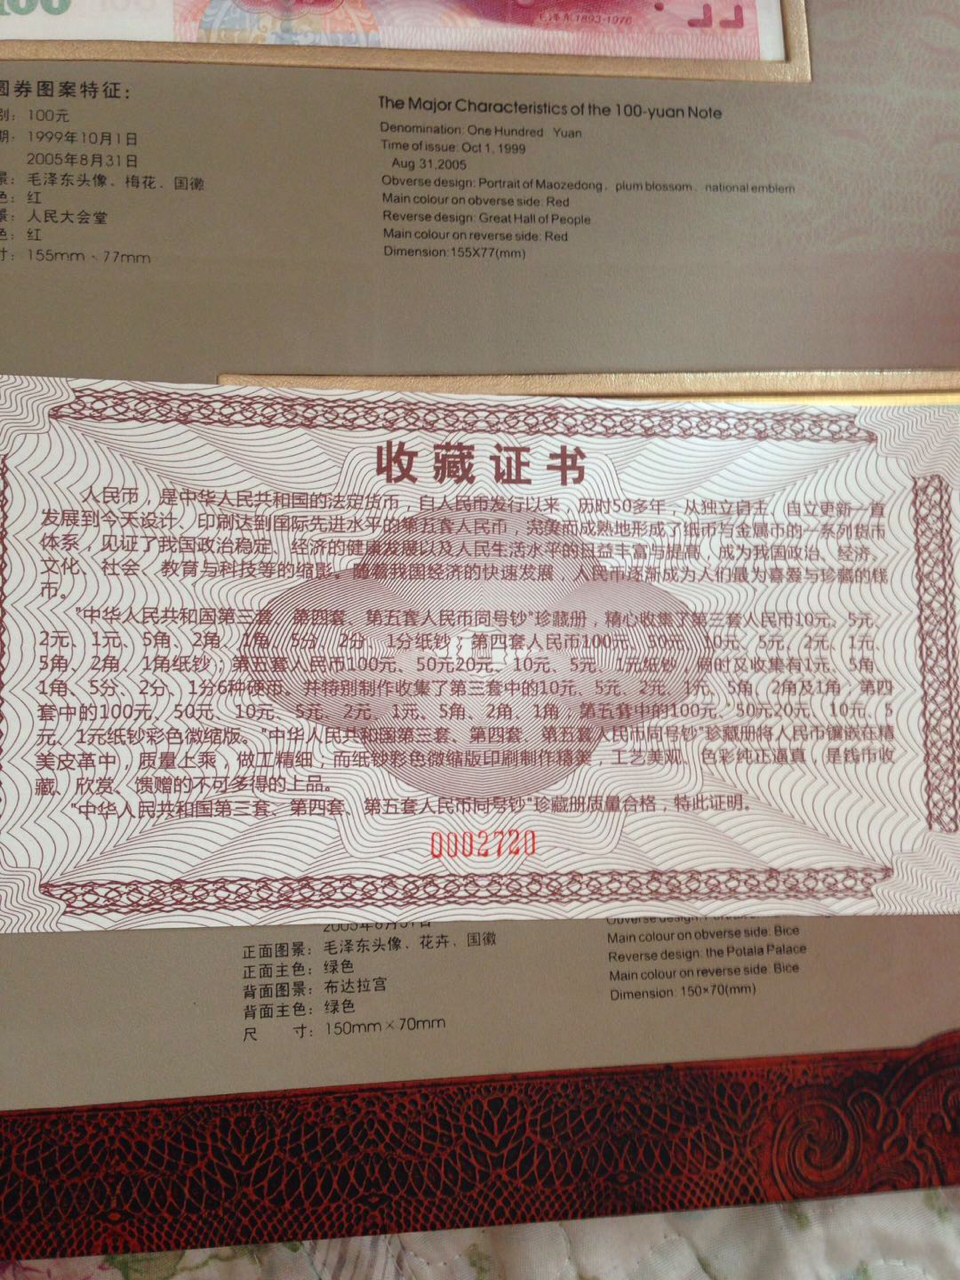 100
毛泽东1893-1976
圆券图案特征:
别: 100元
期: 1999年10月1日
2005年8月31日
景: 毛泽东头像、梅花、国徽
色: 红
景: 人民大会堂
色: 红
寸: 155mm、77mm
The Major Characteristics of the 100-yuan Note
Denomination: One Hundred Yuan
Time of issue: Oct 1, 1999
Aug 31,2005
Obverse design: Portrait of Maozedong、plum blossom、national emblem
Main colour on obverse side: Red
Reverse design: Great Hall of People
Main colour on reverse side: Red
Dimension:155X77(mm)
收藏证书
人民币，是中华人民共和国的法定货币，自人民币发行以来，历时50多年，从独立自主、自立更新一直
发展到今天设计、印刷达到国际先进水平的第五套人民币，完美而成熟地形成了纸币与金属币的一系列货币
体系，见证了我国政治稳定、经济的健康发展以及人民生活水平的日益丰富与提高，成为我国政治、经济、
文化、社会、教育与科技等的缩影。随着我国经济的快速发展，人民币逐渐成为人们最为喜爱与珍藏的钱
币。
"中华人民共和国第三套、第四套、第五套人民币同号钞"珍藏册，精心收集了第三套人民币10元、5元、
2元、1元、5角、2角、1角、5分、2分、1分纸钞；第四套人民币100元、50元、10元、5元、2元、1元、
5角、2角、1角纸钞；第五套人民币100元、50元20元、10元、5元、1元纸钞，同时又收集有1元、5角、
1角、5分、2分、1分6种硬币。并特别制作收集了第三套中的10元、5元、2元、1元、5角、2角及1角；第四
套中的100元、50元、10元、5元、2元、1元、5角、2角、1角；第五套中的100元、50元20元、10元、5
元、1元纸钞彩色微缩版。"中华人民共和国第三套、第四套、第五套人民币同号钞"珍藏册将人民币镶嵌在精
美皮革中，质量上乘，做工精细；而纸钞彩色微缩版印刷制作精美，工艺美观、色彩纯正逼真，是钱币收
藏、欣赏、馈赠的不可多得的上品。
"中华人民共和国第三套、第四套、第五套人民币同号钞"珍藏册质量合格，特此证明。
0002720
2005年8月31日
正面图景: 毛泽东头像、花卉、国徽
正面主色: 绿色
背面图景: 布达拉宫
背面主色: 绿色
尺 寸: 150mm×70mm
Obverse design:
Main colour on obverse side: Bice
Reverse design: the Potala Palace
Main colour on reverse side: Bice
Dimension: 150×70(mm)